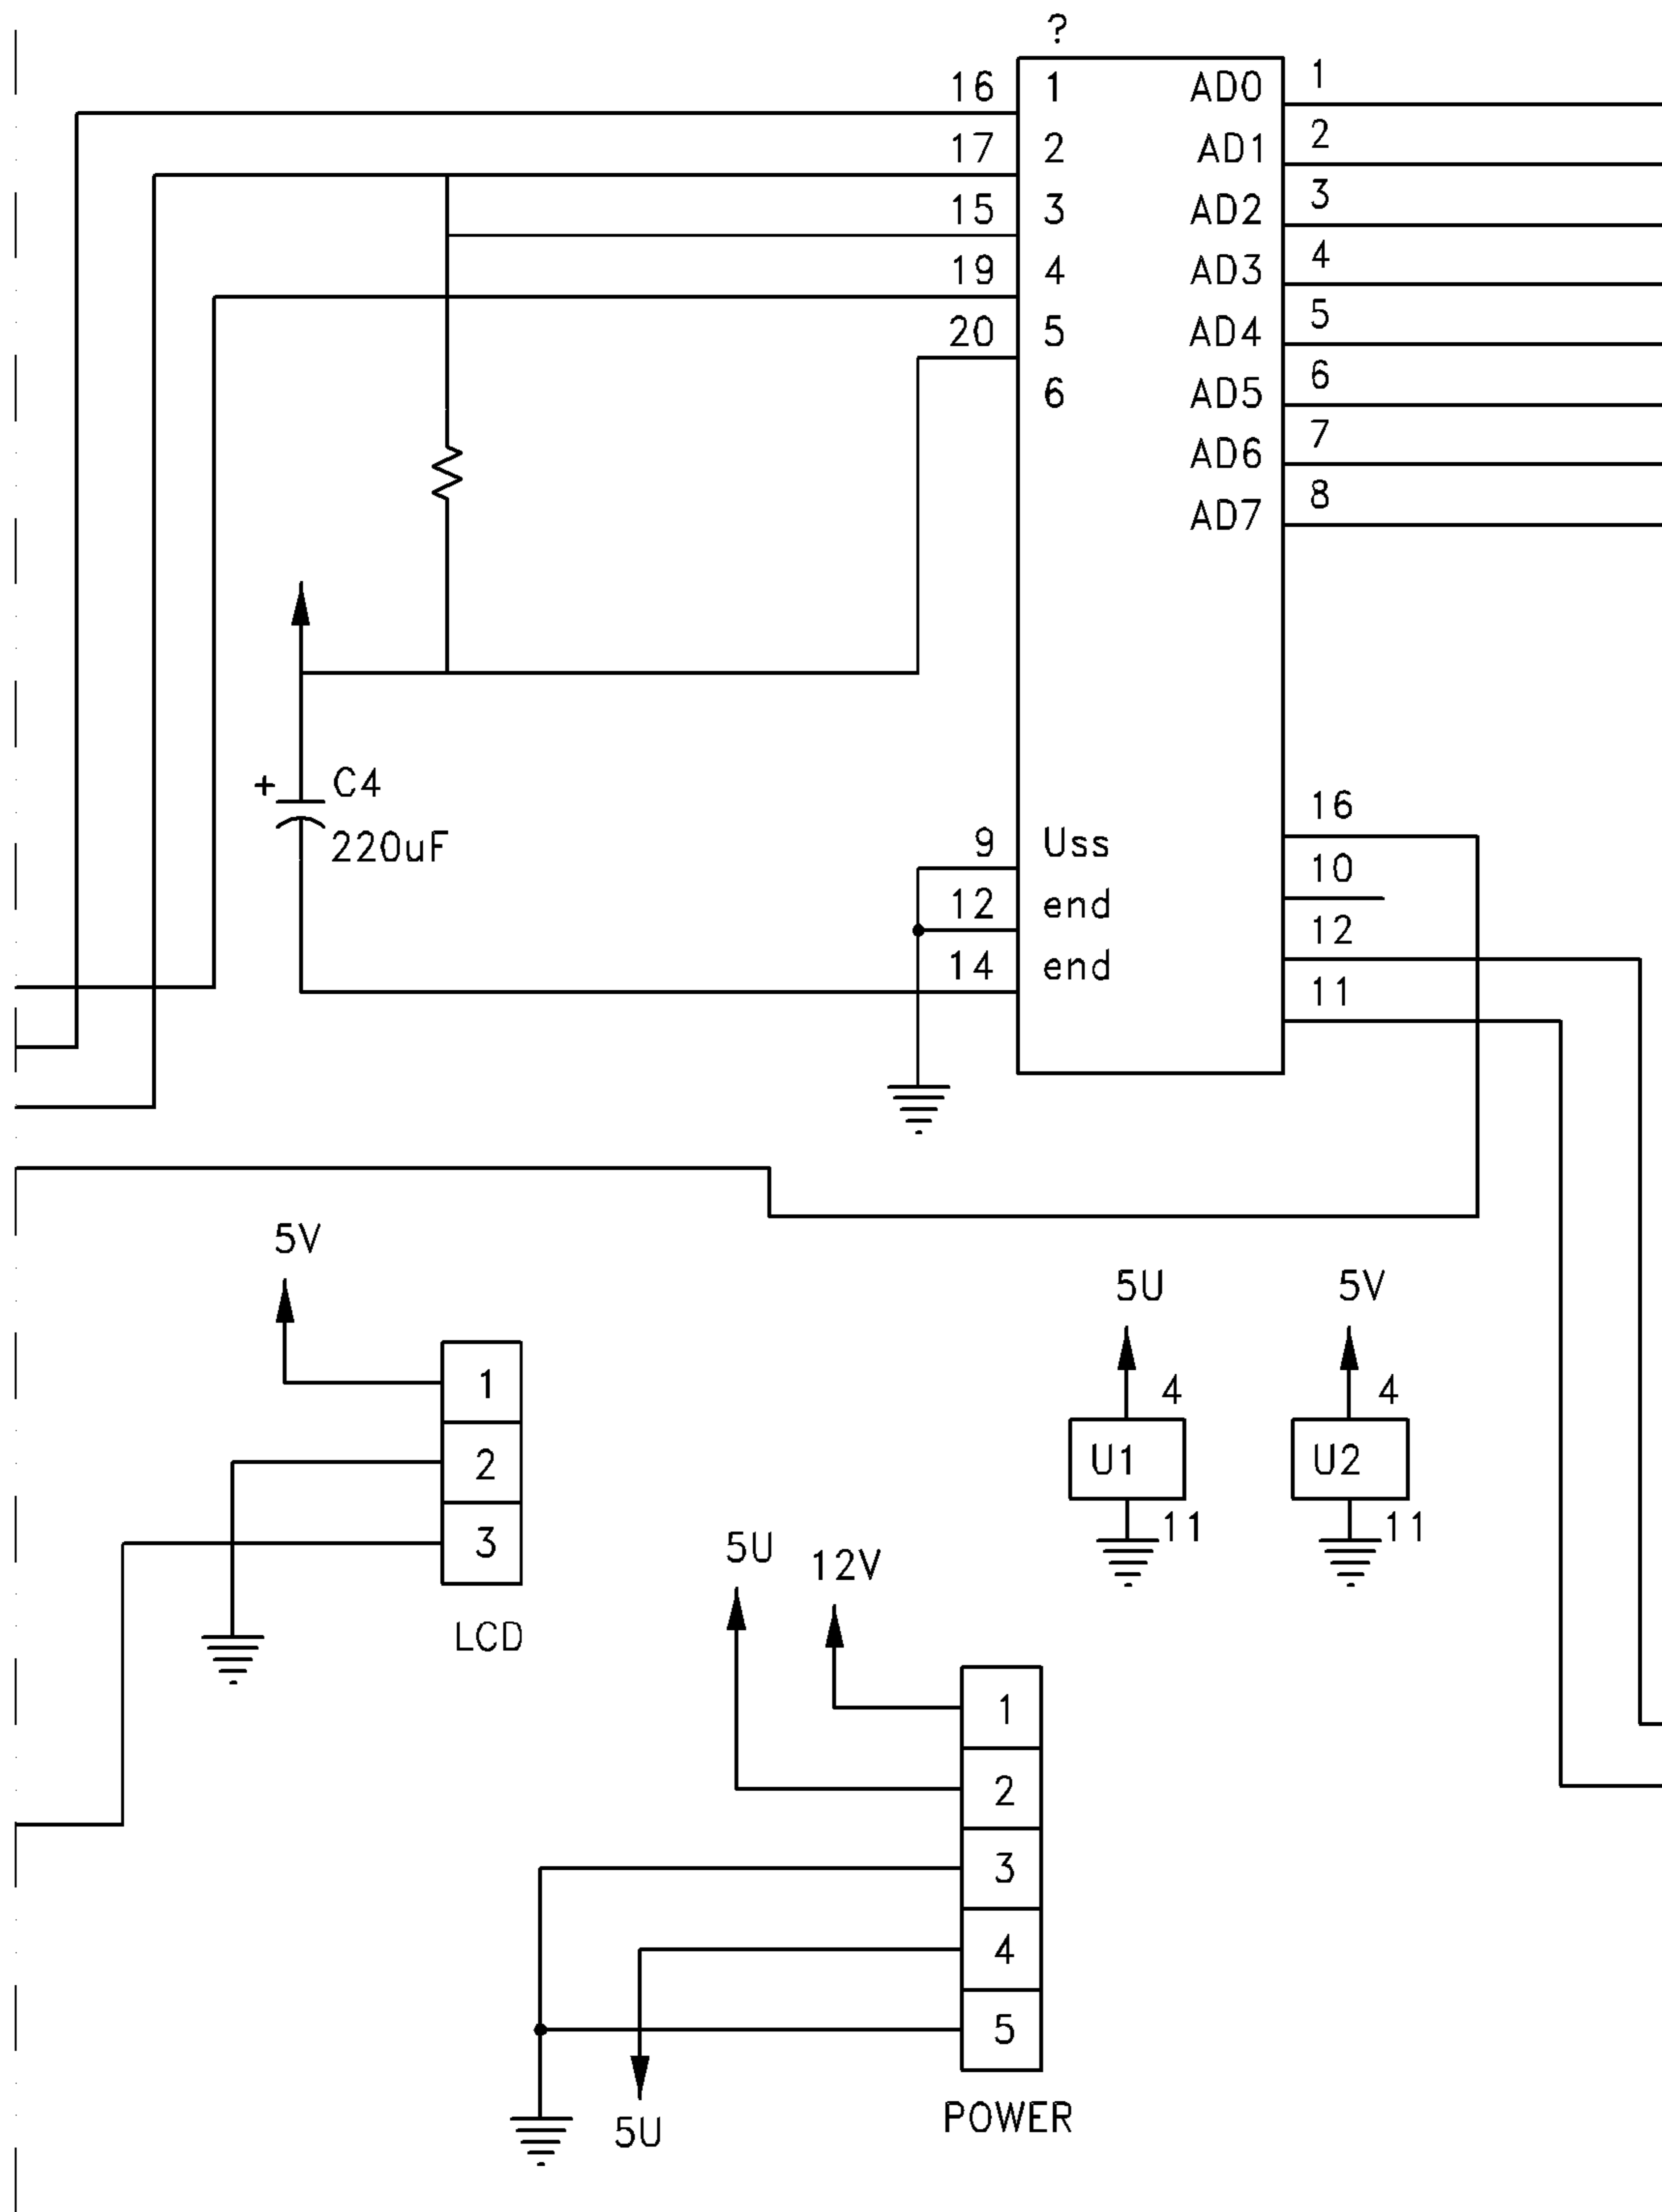 ?
16 1 AD0 1
17 2 AD1 2
15 3 AD2 3
19 4 AD3 4
20 5 AD4 5
6 AD5 6
AD6 7
AD7 8
+ C4
220uF
16
9 Uss
10
12 end
12
14 end
11
5V
5U 5V
1
4 4
2
U1 U2
3
11 11
LCD
5U 12V
1
2
3
4
5
5U
POWER